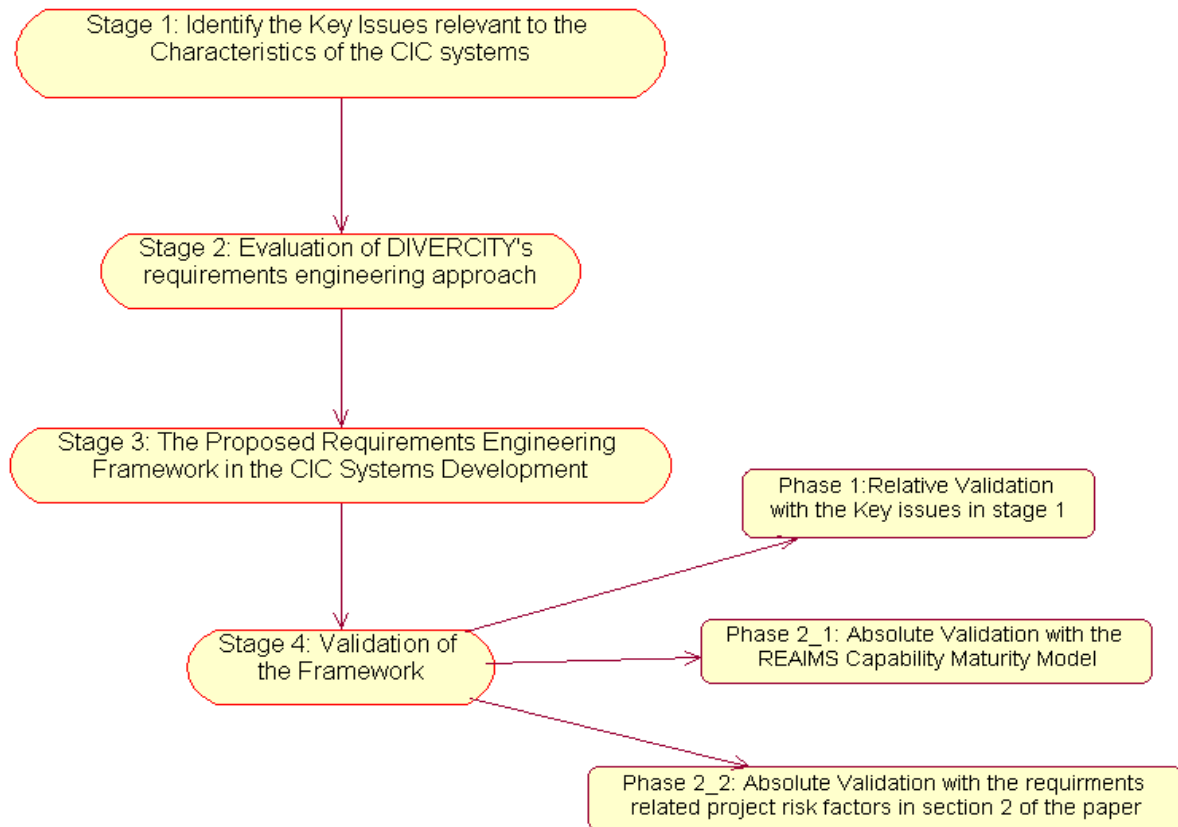 Stage 1: Identify the Key Issues relevant to the
Characteristics of the CIC systems
Stage 2: Evaluation of DIVERCITY's
requirements engineering approach
Stage 3: The Proposed Requirements Engineering
Framework in the CIC Systems Development
Stage 4: Validation of
the Framework
Phase 1:Relative Validation
with the Key issues in stage 1
Phase 2_1: Absolute Validation with the
REAIMS Capability Maturity Model
Phase 2_2: Absolute Validation with the requirments
related project risk factors in section 2 of the paper